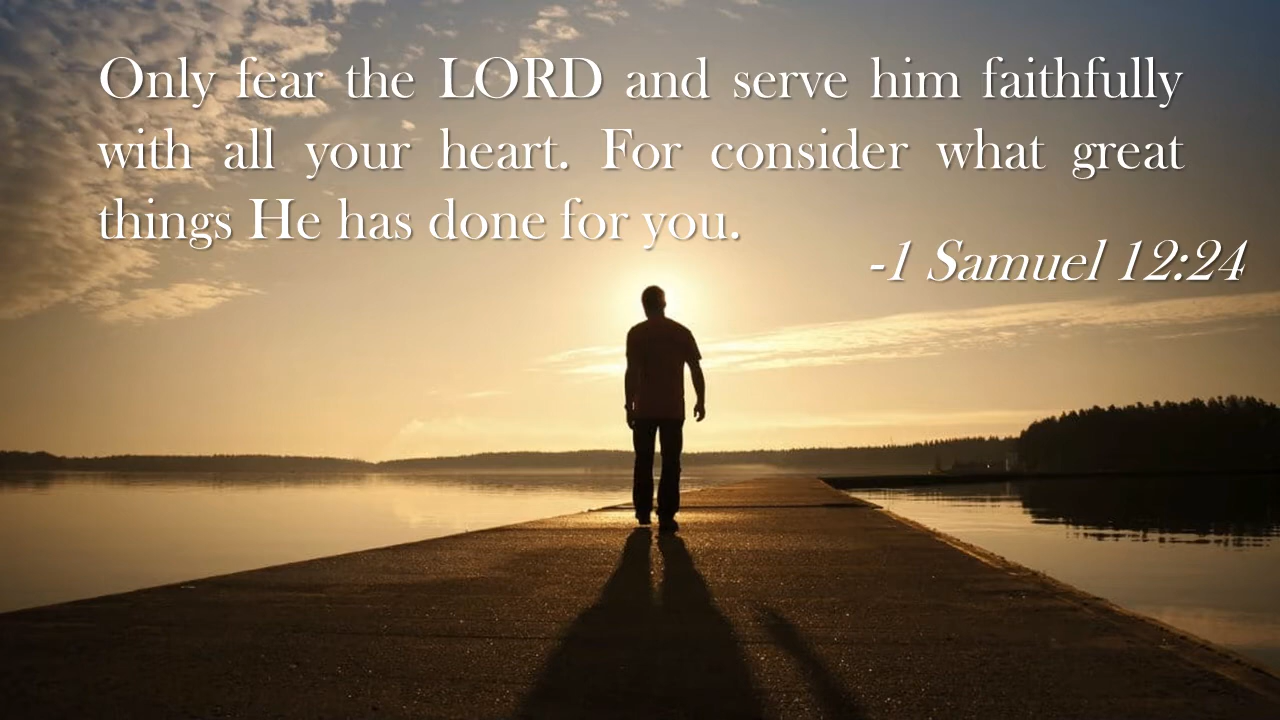 Only fear the LORD and serve him faithfully
with all your heart. For consider what great
things He has done for you.
-1 Samuel 12:24